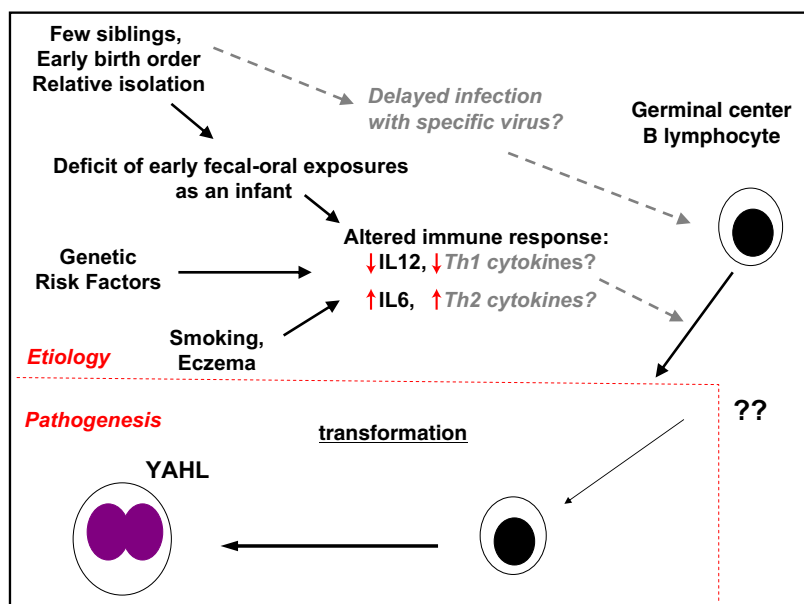 Few siblings,
Early birth order
Relative isolation
Delayed infection
with specific virus?
Germinal center
B lymphocyte
Deficit of early fecal-oral exposures
as an infant
Altered immune response:
↓IL12, ↓Th1 cytokines?
↑IL6, ↑Th2 cytokines?
Genetic
Risk Factors
Smoking,
Eczema
Etiology
Pathogenesis
??
transformation
YAHL